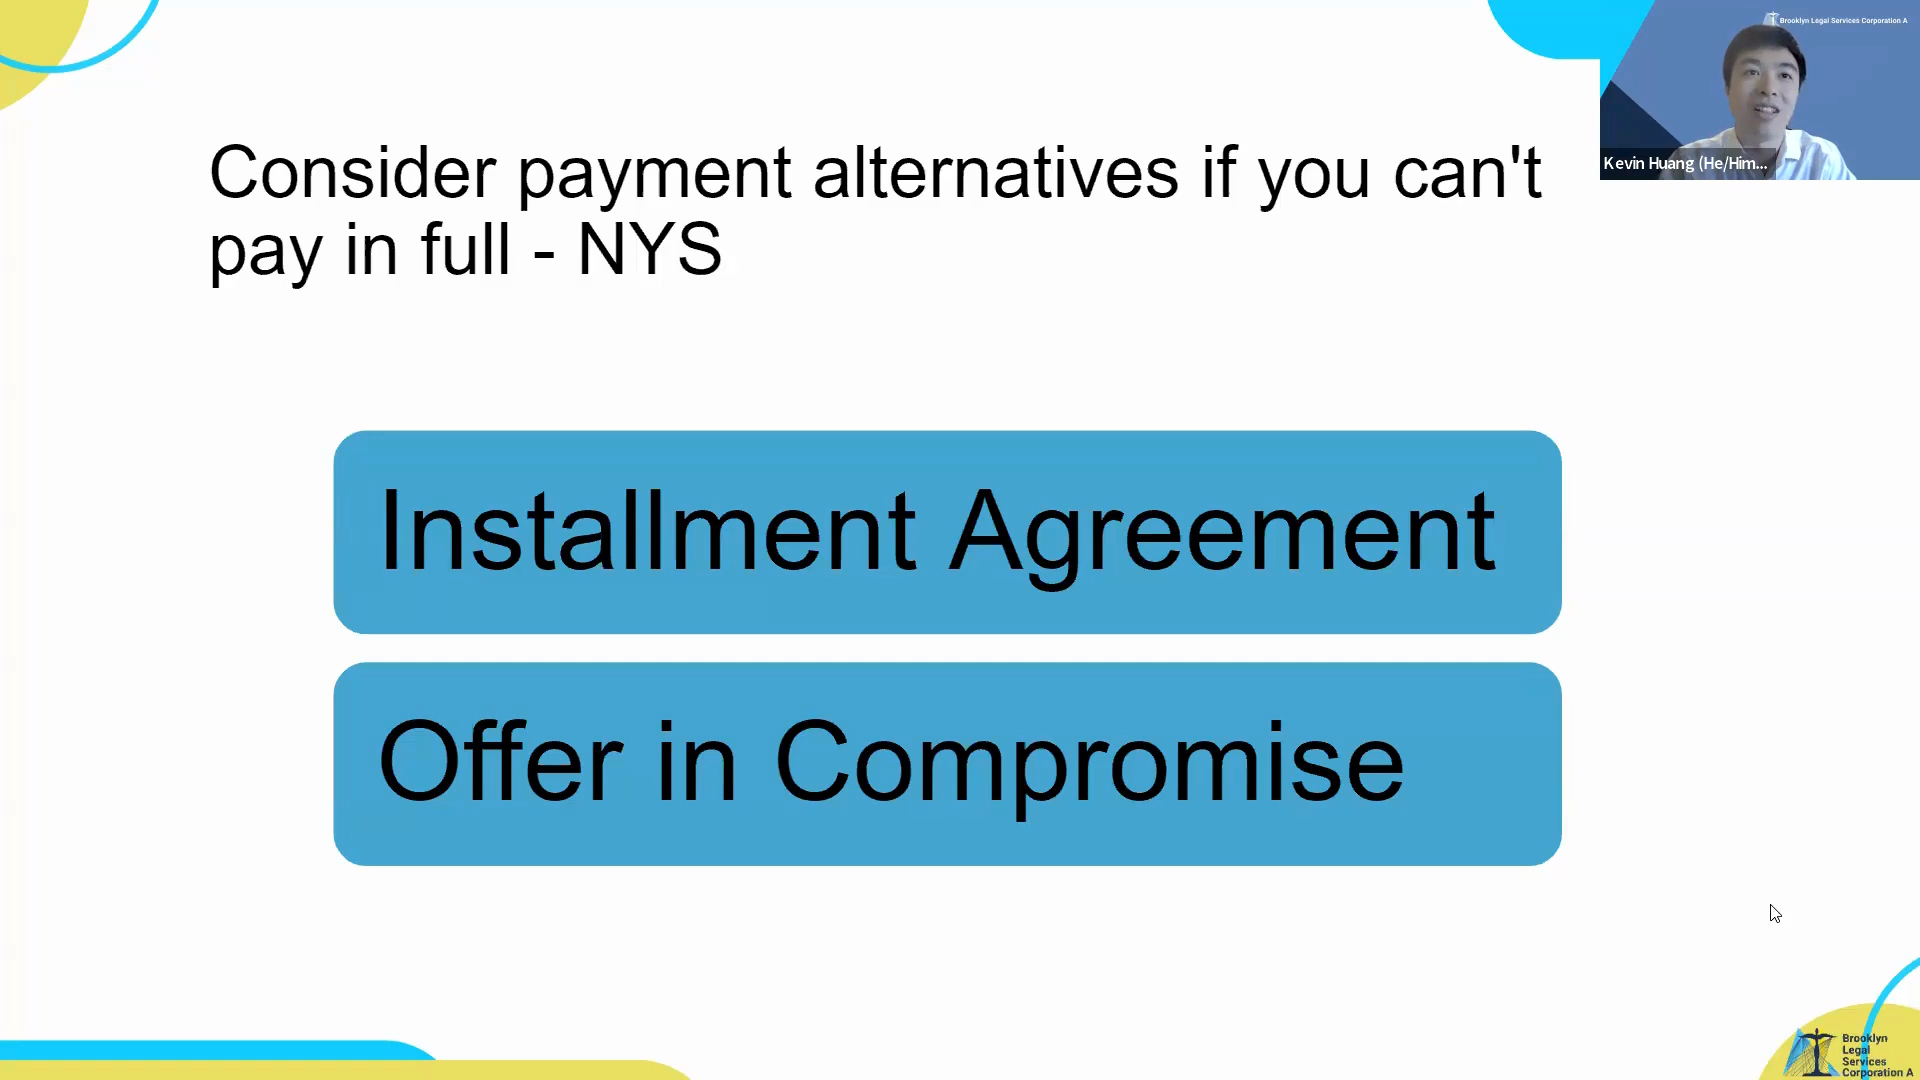 Brooklyn Legal Services Corporation A
Kevin Huang (He/Him...
Consider payment alternatives if you can't
pay in full - NYS
Installment Agreement
Offer in Compromise
Brooklyn
Legal
Services
Corporation A